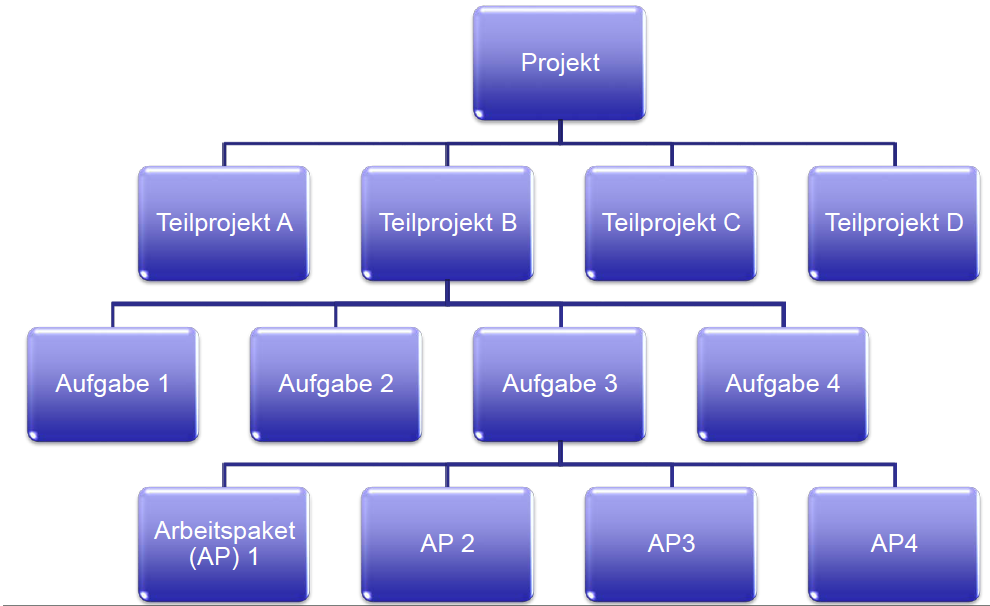 Projekt
Teilprojekt A
Teilprojekt B
Teilprojekt C
Teilprojekt D
Aufgabe 1
Aufgabe 2
Aufgabe 3
Aufgabe 4
Arbeitspaket
(AP) 1
AP 2
AP3
AP4